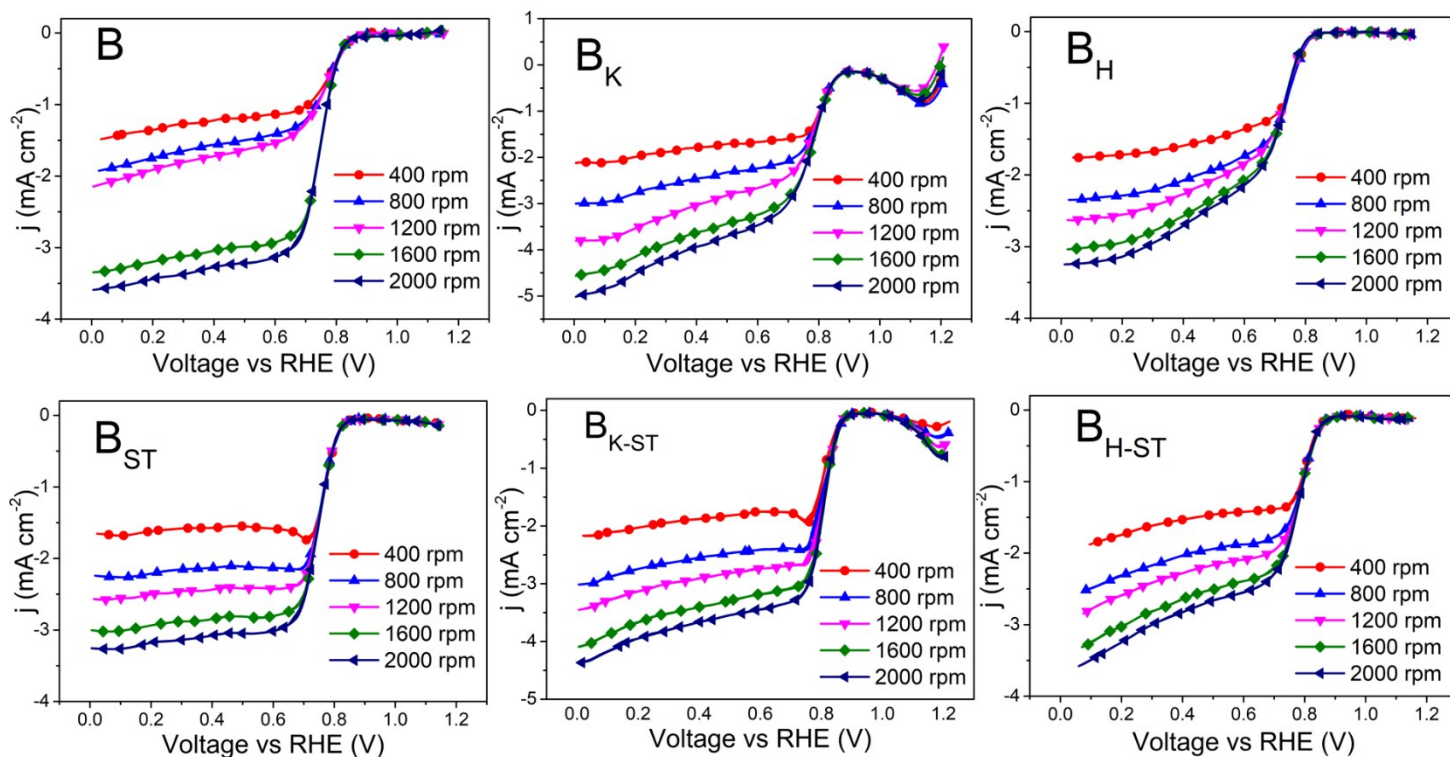 B
j (mA cm-2)
0
-1
-2
-3
-4
0.0 0.2 0.4 0.6 0.8 1.0 1.2
Voltage vs RHE (V)
400 rpm
800 rpm
1200 rpm
1600 rpm
2000 rpm
BK
j (mA cm-2)
1
0
-1
-2
-3
-4
-5
0.0 0.2 0.4 0.6 0.8 1.0 1.2
Voltage vs RHE (V)
400 rpm
800 rpm
1200 rpm
1600 rpm
2000 rpm
BH
j (mA cm-2)
0
-1
-2
-3
-4
0.0 0.2 0.4 0.6 0.8 1.0 1.2
Voltage vs RHE (V)
400 rpm
800 rpm
1200 rpm
1600 rpm
2000 rpm
BST
j (mA cm-2)
0
-1
-2
-3
-4
0.0 0.2 0.4 0.6 0.8 1.0 1.2
Voltage vs RHE (V)
400 rpm
800 rpm
1200 rpm
1600 rpm
2000 rpm
BK-ST
j (mA cm-2)
0
-1
-2
-3
-4
-5
0.0 0.2 0.4 0.6 0.8 1.0 1.2
Voltage vs RHE (V)
400 rpm
800 rpm
1200 rpm
1600 rpm
2000 rpm
BH-ST
j (mA cm-2)
0
-1
-2
-3
-4
0.0 0.2 0.4 0.6 0.8 1.0 1.2
Voltage vs RHE (V)
400 rpm
800 rpm
1200 rpm
1600 rpm
2000 rpm